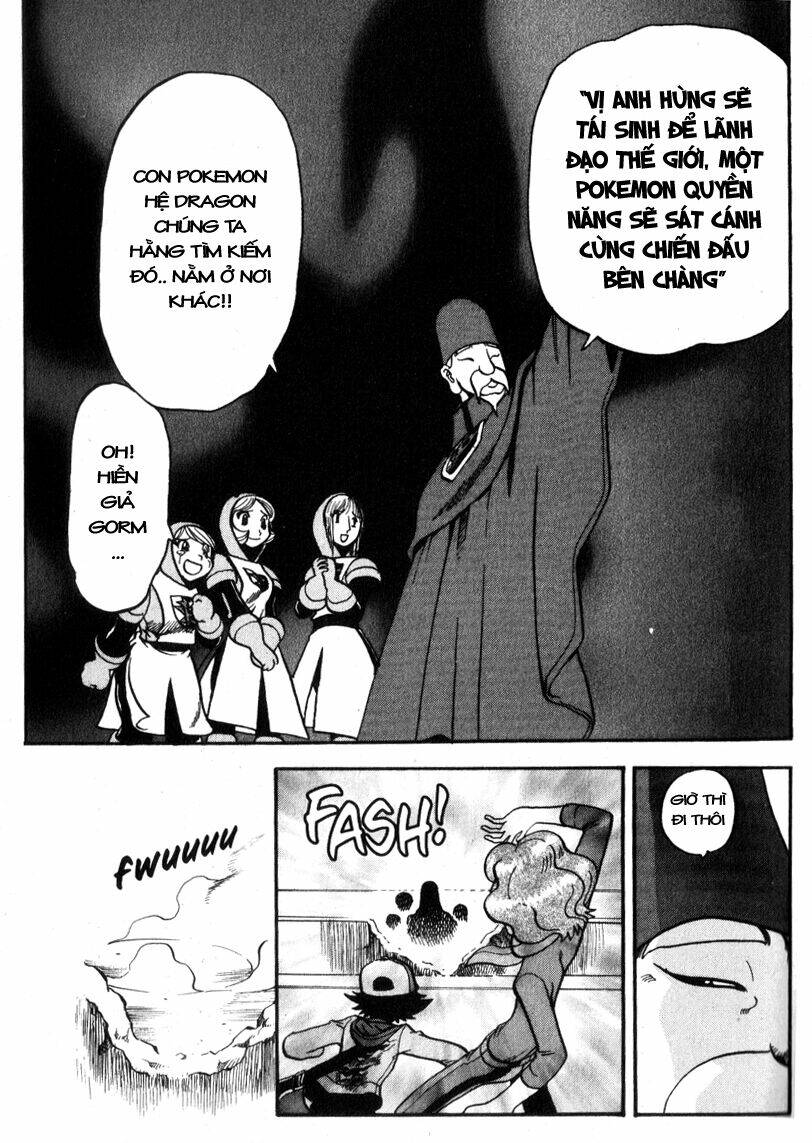 "VỊ ANH HÙNG SẼ
TÁI SINH ĐỂ LÃNH
ĐẠO THẾ GIỚI, MỘT
POKEMON QUYỀN
NĂNG SẼ SÁT CÁNH
CÙNG CHIẾN ĐẤU
BÊN CHÀNG"
CON POKEMON
HỆ DRAGON
CHÚNG TA
HẰNG TÌM KIẾM
ĐÓ.. NẰM Ở NƠI
KHÁC!!
OH!
HIỀN
GIẢ
GORM
...
GIỜ THÌ
ĐI THÔI
FASH!
FWUUUU